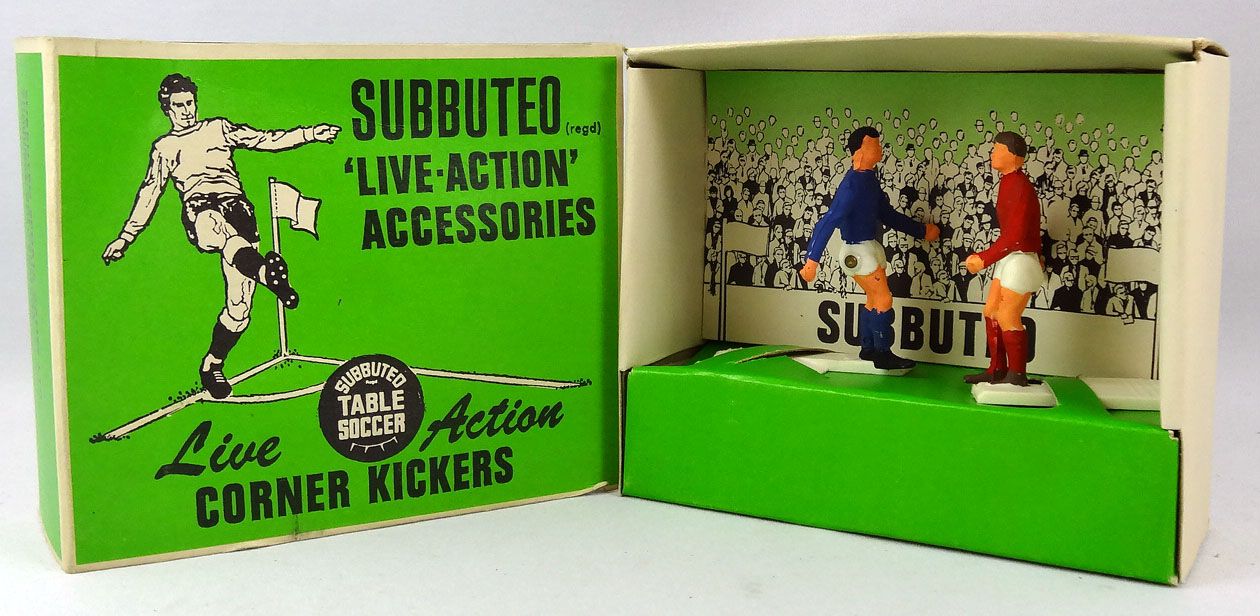 SUBBUTEO (regd)
'LIVE-ACTION'
ACCESSORIES
SUBBUTEO
Regd
TABLE
SOCCER
Live Action
CORNER KICKERS
SUBBUTEO